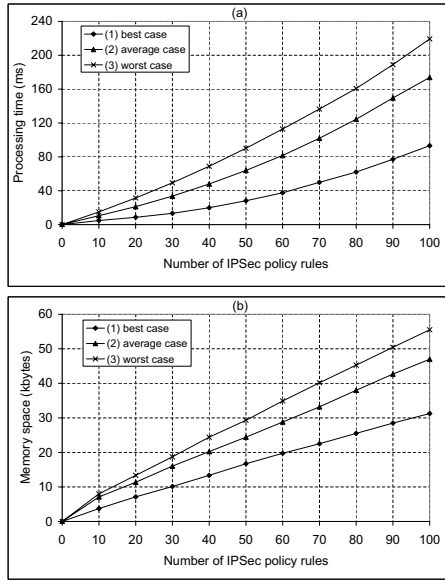 (a)
240
200
160
120
80
40
0
Processing time (ms)
(1) best case
(2) average case
(3) worst case
0 10 20 30 40 50 60 70 80 90 100
Number of IPSec policy rules
(b)
60
50
40
30
20
10
0
Memory space (kbytes)
(1) best case
(2) average case
(3) worst case
0 10 20 30 40 50 60 70 80 90 100
Number of IPSec policy rules